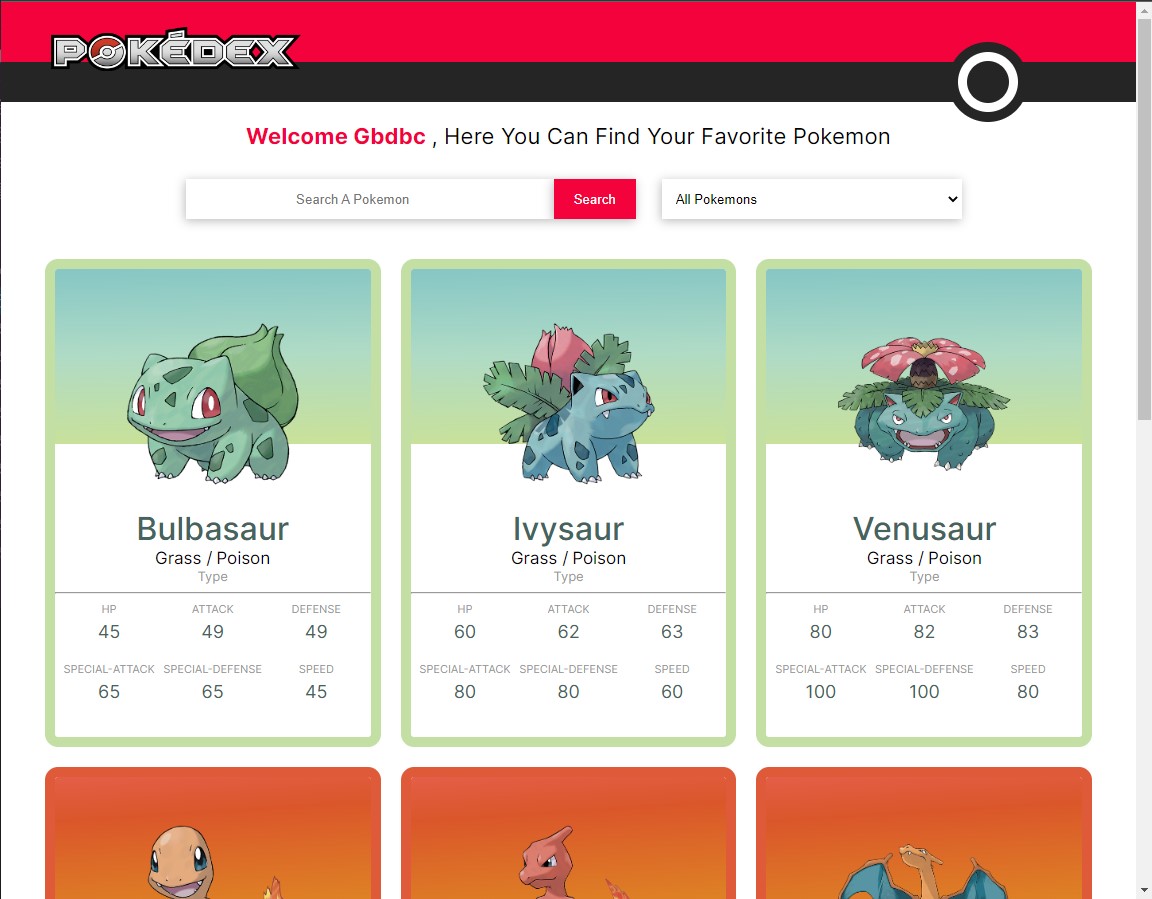 POKÉDEX
Welcome Gbdbc , Here You Can Find Your Favorite Pokemon
Search A Pokemon Search All Pokemons
Bulbasaur Ivysaur Venusaur
Grass / Poison Grass / Poison Grass / Poison
Type Type Type
HP ATTACK DEFENSE HP ATTACK DEFENSE HP ATTACK DEFENSE
45 49 49 60 62 63 80 82 83
SPECIAL-ATTACK SPECIAL-DEFENSE SPEED SPECIAL-ATTACK SPECIAL-DEFENSE SPEED SPECIAL-ATTACK SPECIAL-DEFENSE SPEED
65 65 45 80 80 60 100 100 80